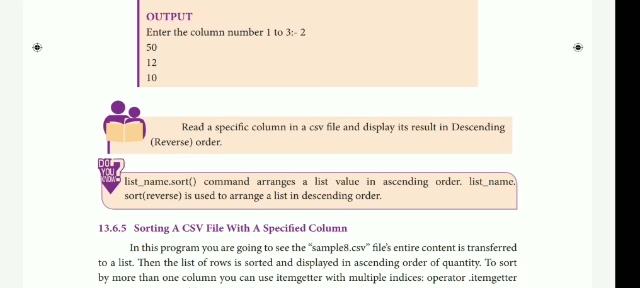 OUTPUT
Enter the column number 1 to 3:- 2
50
12
10
Read a specific column in a csv file and display its result in Descending
(Reverse) order.
DO
YOU
KNOW
?
list_name.sort() command arranges a list value in ascending order. list_name.
sort(reverse) is used to arrange a list in descending order.
13.6.5 Sorting A CSV File With A Specified Column
In this program you are going to see the “sample8.csv” file’s entire content is transferred
to a list. Then the list of rows is sorted and displayed in ascending order of quantity. To sort
by more than one column you can use itemgetter with multiple indices: operator .itemgetter